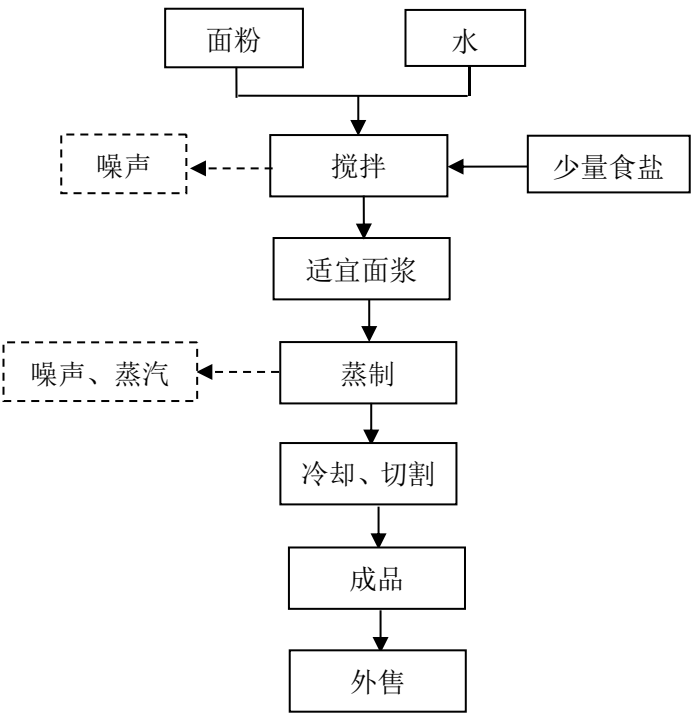 面粉
水
噪声
搅拌
少量食盐
适宜面浆
噪声、蒸汽
蒸制
冷却、切割
成品
外售